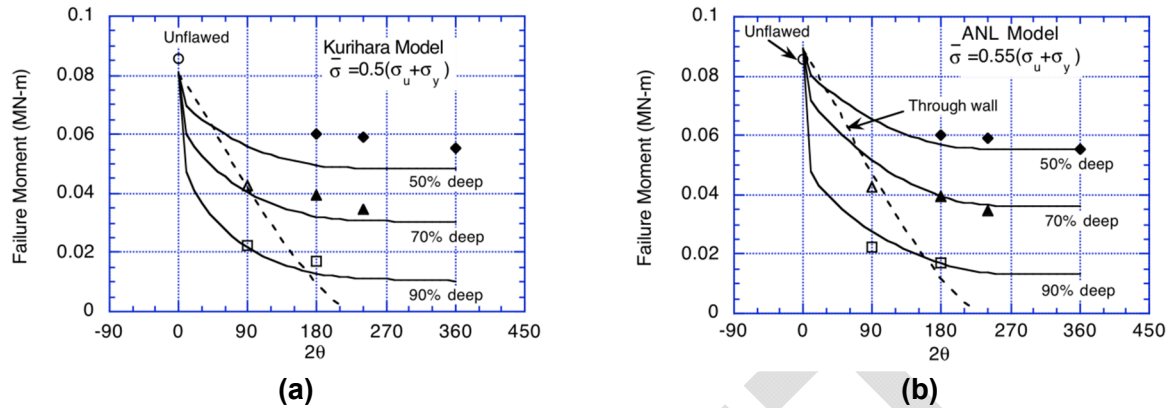 0.1
0.08
0.06
0.04
0.02
0
Failure Moment (MN-m)
-90 0 90 180 270 360 450
2θ
Unflawed
Kurihara Model
σ̅ =0.5(σu+σy)
50% deep
70% deep
90% deep
(a)
0.1
0.08
0.06
0.04
0.02
0
Failure Moment (MN-m)
-90 0 90 180 270 360 450
2θ
Unflawed
ANL Model
σ̅ =0.55(σu+σy)
Through wall
50% deep
70% deep
90% deep
(b)